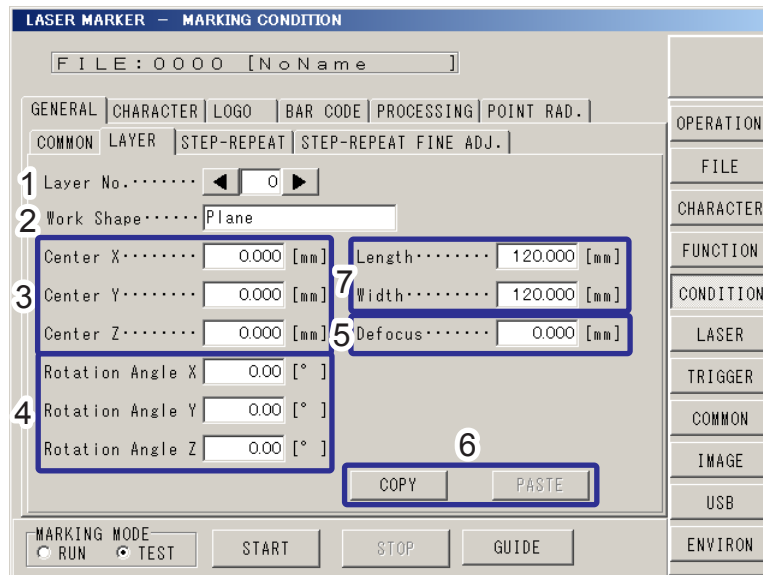 LASER MARKER － MARKING CONDITION
FILE:0000 [NoName ]
GENERAL CHARACTER LOGO BAR CODE PROCESSING POINT RAD.
COMMON LAYER STEP-REPEAT STEP-REPEAT FINE ADJ.
1 Layer No.······· ◀ 0 ▶
2 Work Shape······ Plane
3
Center X········ 0.000 [mm]
Center Y········ 0.000 [mm]
Center Z········ 0.000 [mm]
7
Length········ 120.000 [mm]
Width········· 120.000 [mm]
5 Defocus······· 0.000 [mm]
4
Rotation Angle X 0.00 [° ]
Rotation Angle Y 0.00 [° ]
Rotation Angle Z 0.00 [° ]
6
COPY PASTE
MARKING MODE
RUN TEST
START STOP GUIDE
OPERATION
FILE
CHARACTER
FUNCTION
CONDITION
LASER
TRIGGER
COMMON
IMAGE
USB
ENVIRON